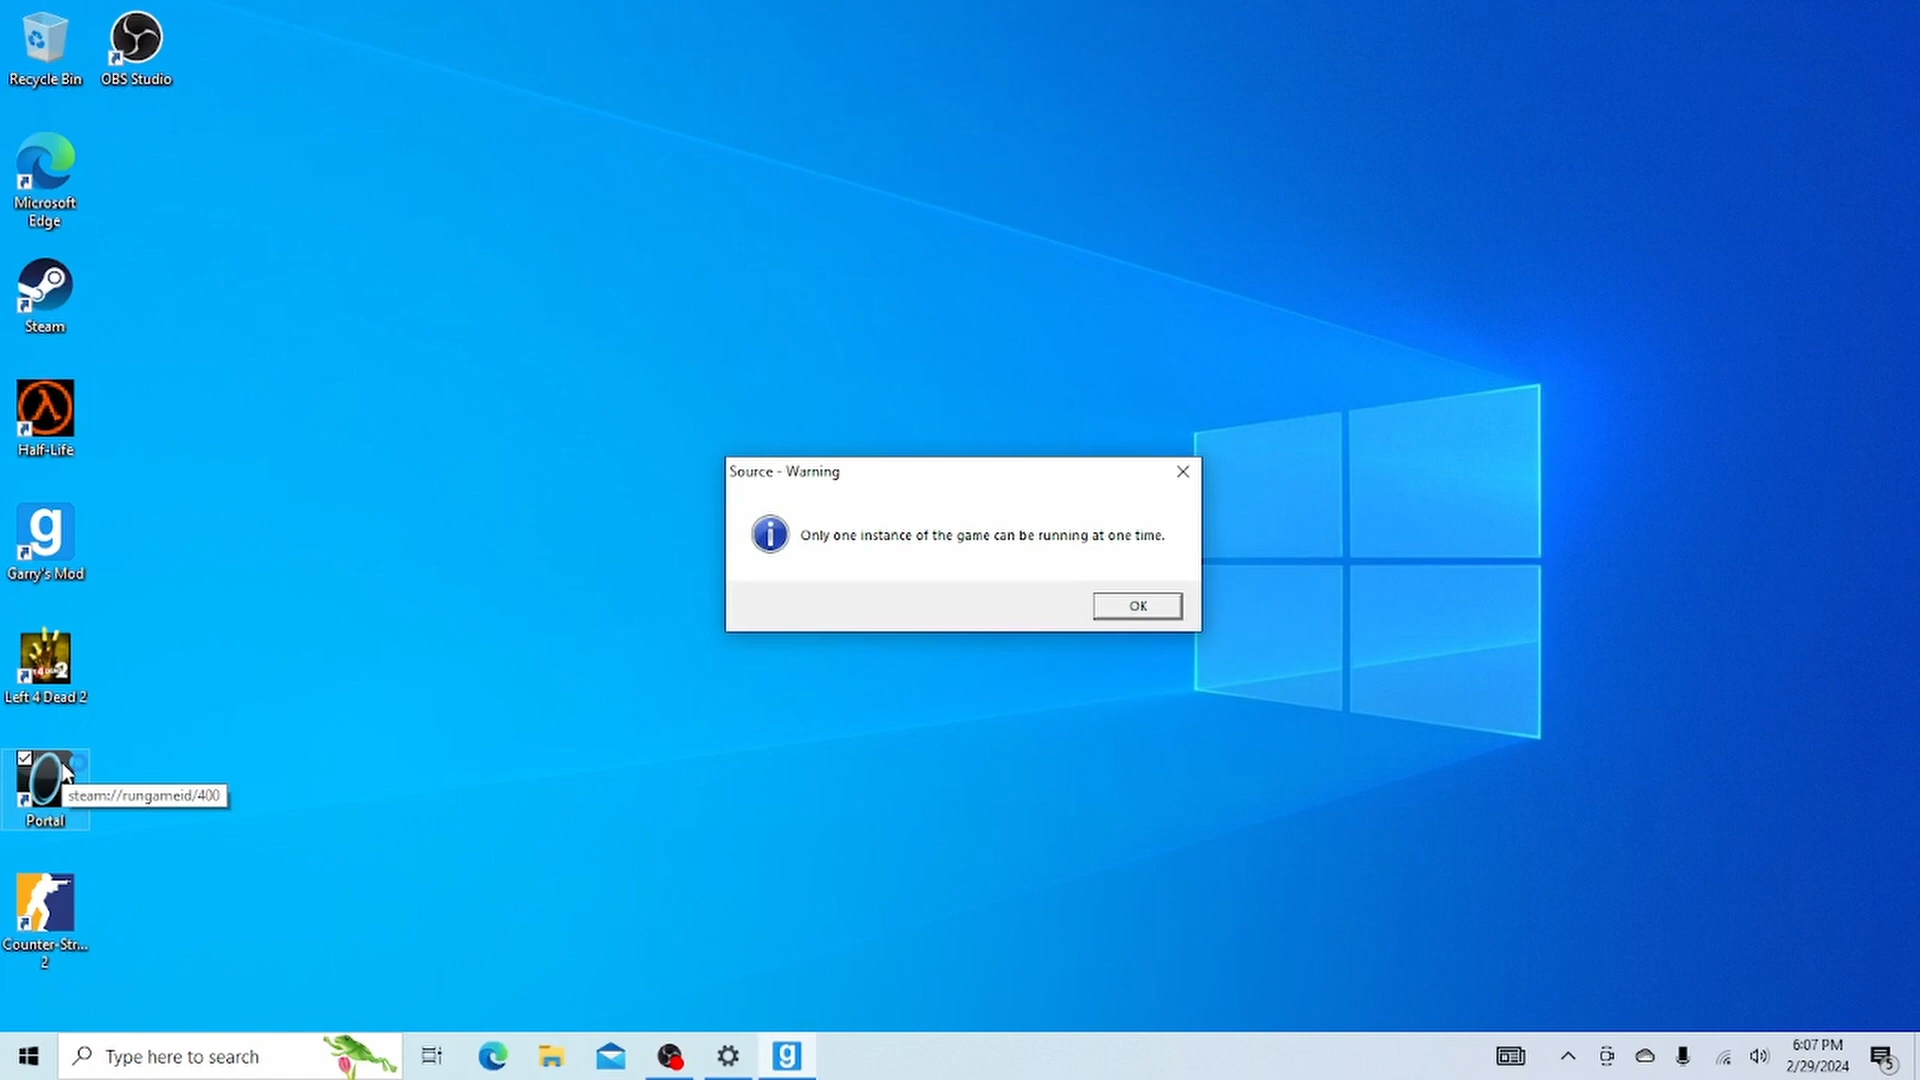 Recycle Bin
OBS Studio
Microsoft
Edge
Steam
Half-Life
g
Garry's Mod
2
Left 4 Dead 2
steam://rungameid/400
Portal
Counter-Str...
2
Source - Warning
Only one instance of the game can be running at one time.
OK
Type here to search
g
6:07 PM
2/29/2024
5